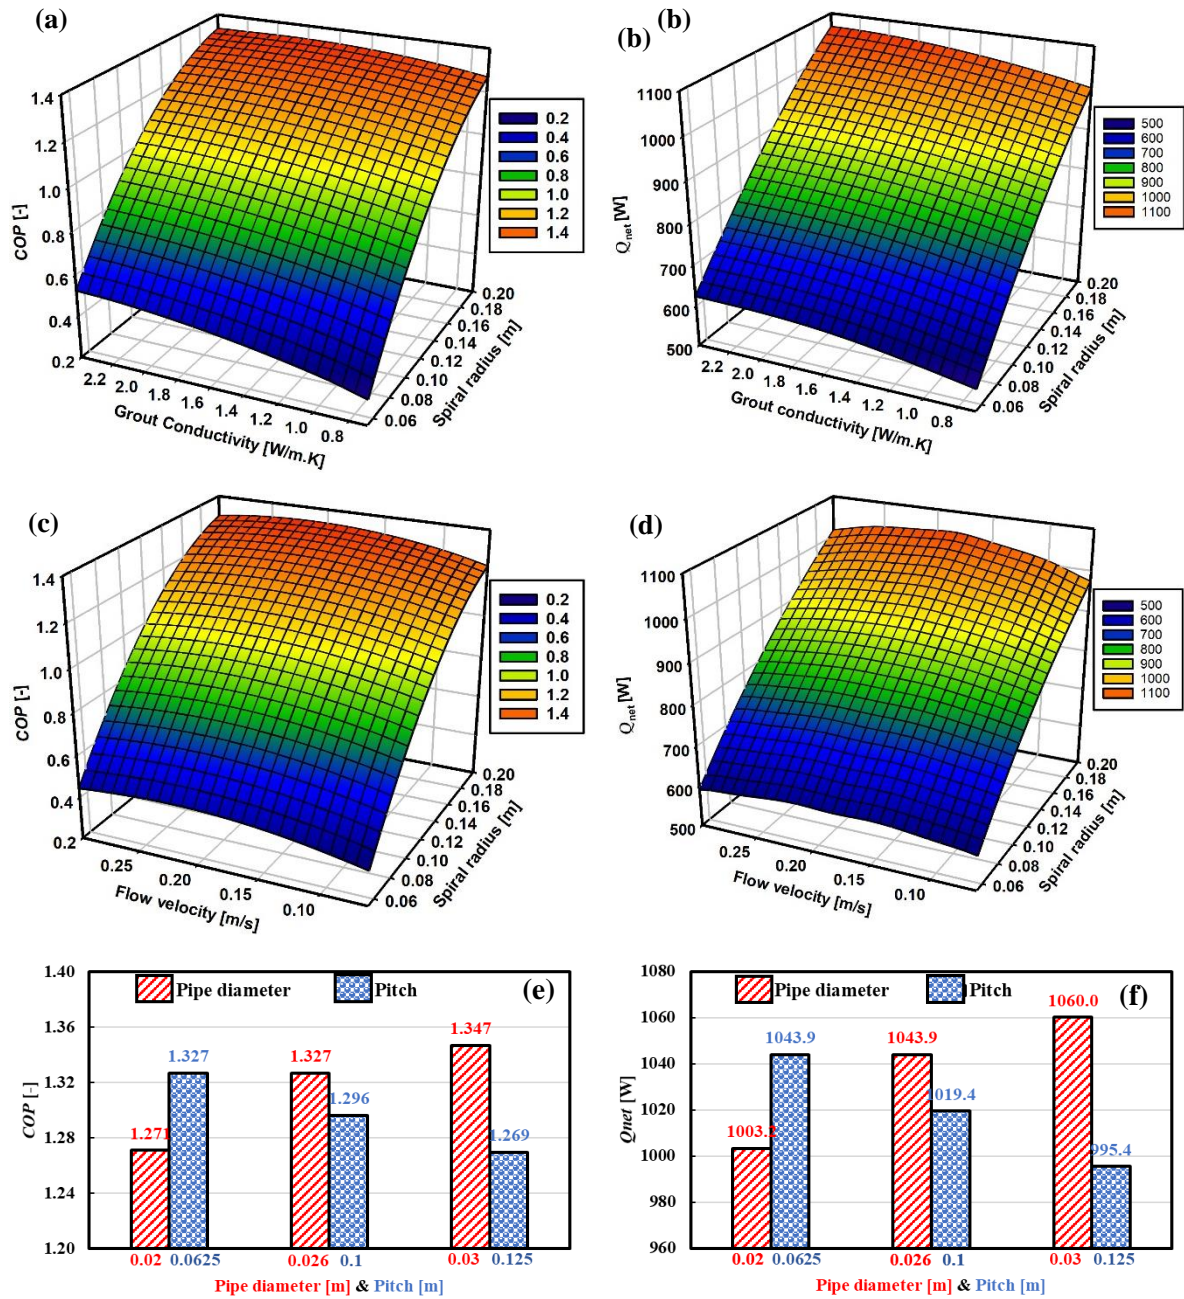 (a)
1.4
1.2
1.0
0.8
0.6
0.4
0.2
COP [-]
2.2 2.0 1.8 1.6 1.4 1.2 1.0 0.8
Grout Conductivity [W/m.K]
0.06 0.08 0.10 0.12 0.14 0.16 0.18 0.20
Spiral radius [m]
0.2
0.4
0.6
0.8
1.0
1.2
1.4
(b)
(b)
1100
1000
900
800
700
600
500
Qnet [W]
2.2 2.0 1.8 1.6 1.4 1.2 1.0 0.8
Grout conductivity [W/m.K]
0.06 0.08 0.10 0.12 0.14 0.16 0.18 0.20
Spiral radius [m]
500
600
700
800
900
1000
1100
(c)
1.4
1.2
1.0
0.8
0.6
0.4
0.2
COP [-]
0.25 0.20 0.15 0.10
Flow velocity [m/s]
0.06 0.08 0.10 0.12 0.14 0.16 0.18 0.20
Spiral radius [m]
0.2
0.4
0.6
0.8
1.0
1.2
1.4
(d)
1100
1000
900
800
700
600
500
Qnet [W]
0.25 0.20 0.15 0.10
Flow velocity [m/s]
0.06 0.08 0.10 0.12 0.14 0.16 0.18 0.20
Spiral radius [m]
500
600
700
800
900
1000
1100
(e)
Pipe diameter Pitch
1.40
1.36
1.32
1.28
1.24
1.20
COP [-]
1.271 1.327 1.327 1.296 1.347 1.269
0.02 0.0625 0.026 0.1 0.03 0.125
Pipe diameter [m] & Pitch [m]
(f)
Pipe diameter Pitch
1080
1060
1040
1020
1000
980
960
Qnet [W]
1003.2 1043.9 1043.9 1019.4 1060.0 995.4
0.02 0.0625 0.026 0.1 0.03 0.125
Pipe diameter [m] & Pitch [m]